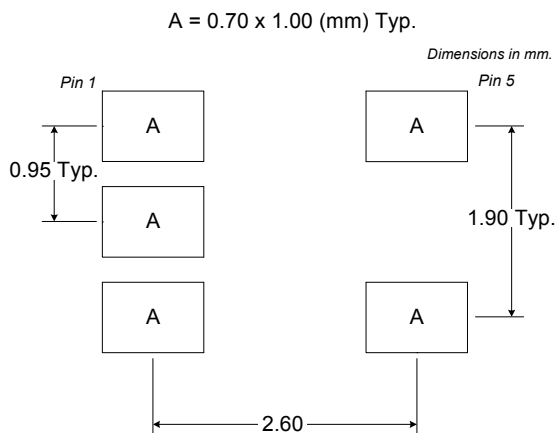 A = 0.70 x 1.00 (mm) Typ.
Dimensions in mm.
Pin 1
Pin 5
A
A
0.95 Typ.
A
1.90 Typ.
A
A
2.60